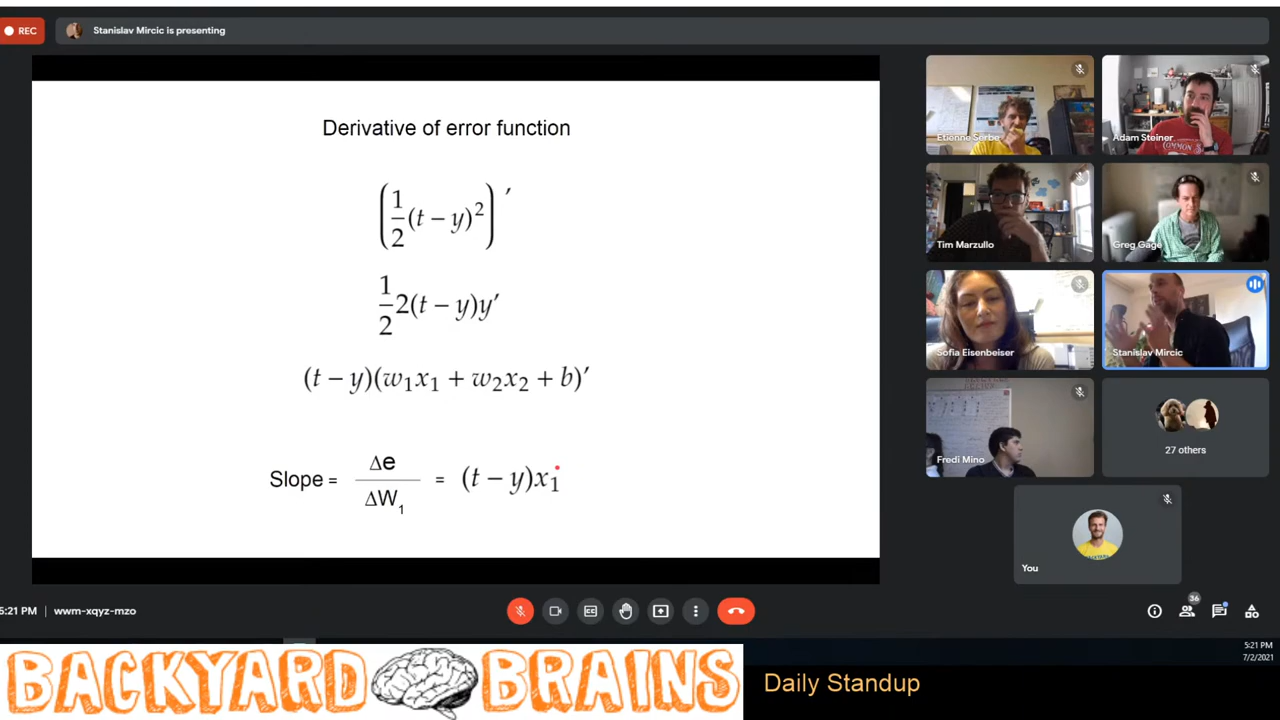 REC
Stanislav Mircic is presenting
Derivative of error function
(1/2(t − y)²)′
1/2 2(t − y)y′
(t − y)(w₁x₁ + w₂x₂ + b)′
Slope = Δe/ΔW₁ = (t − y)x₁
Etienne Serbe
Adam Steiner
Tim Marzullo
Greg Gage
Sofia Eisenbeiser
Stanislav Mircic
Fredi Mino
27 others
You
5:21 PM | wwm-xqyz-mzo
CC
36
5:21 PM
7/2/2021
BACKYARD BRAINS
Daily Standup